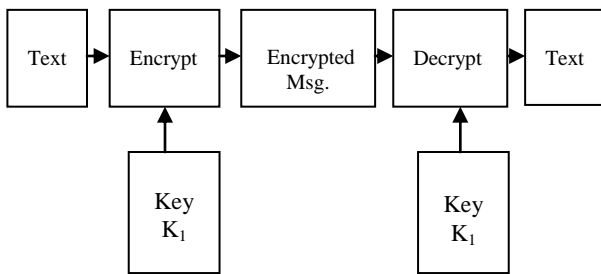 Text
Encrypt
Encrypted
Msg.
Decrypt
Text
Key
K₁
Key
K₁